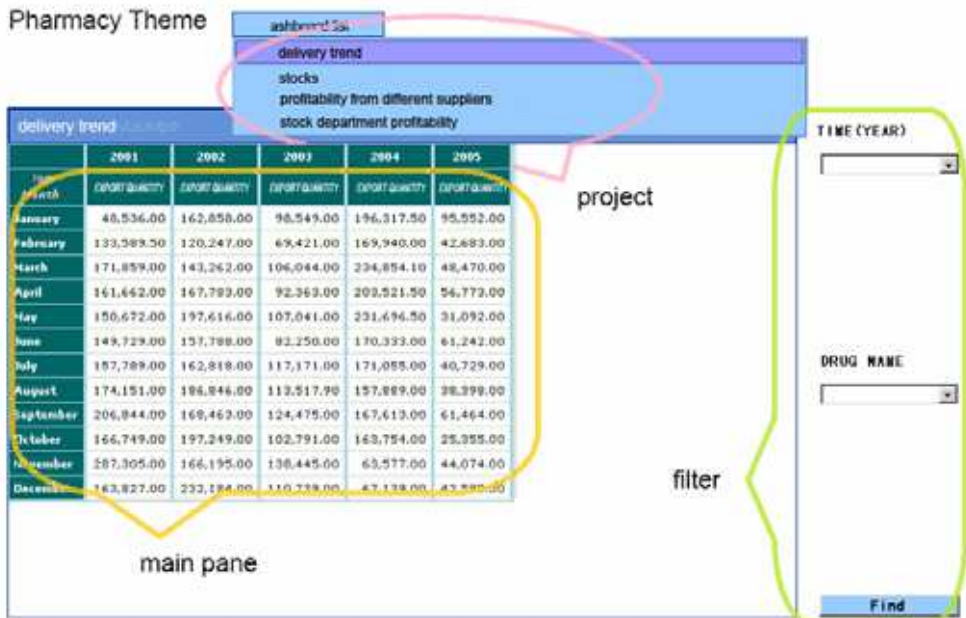 Pharmacy Theme
delivery trend
stocks
profitability from different suppliers
stock department profitability
delivery trend
TIME(YEAR)
2001 2002 2003 2004 2005
Month EXPORT QUANTITY EXPORT QUANTITY EXPORT QUANTITY EXPORT QUANTITY EXPORT QUANTITY
project
January 48,536.00 162,858.00 98,549.00 196,317.50 95,552.00
February 133,589.50 120,247.00 69,421.00 169,940.00 42,683.00
March 171,859.00 143,262.00 106,044.00 234,854.10 48,470.00
April 161,662.00 167,783.00 92,363.00 203,521.50 56,773.00
May 150,672.00 197,616.00 107,041.00 231,696.50 31,092.00
June 149,729.00 157,788.00 82,250.00 170,333.00 61,242.00
July 157,789.00 162,818.00 117,171.00 171,055.00 40,729.00
DRUG NAME
August 174,151.00 186,846.00 113,517.90 157,889.00 38,398.00
September 206,844.00 168,463.00 124,475.00 167,613.00 61,464.00
October 166,749.00 197,249.00 102,791.00 163,754.00 25,355.00
November 287,305.00 166,195.00 138,445.00 63,577.00 44,074.00
December 163,827.00 232,184.00
filter
main pane
Find